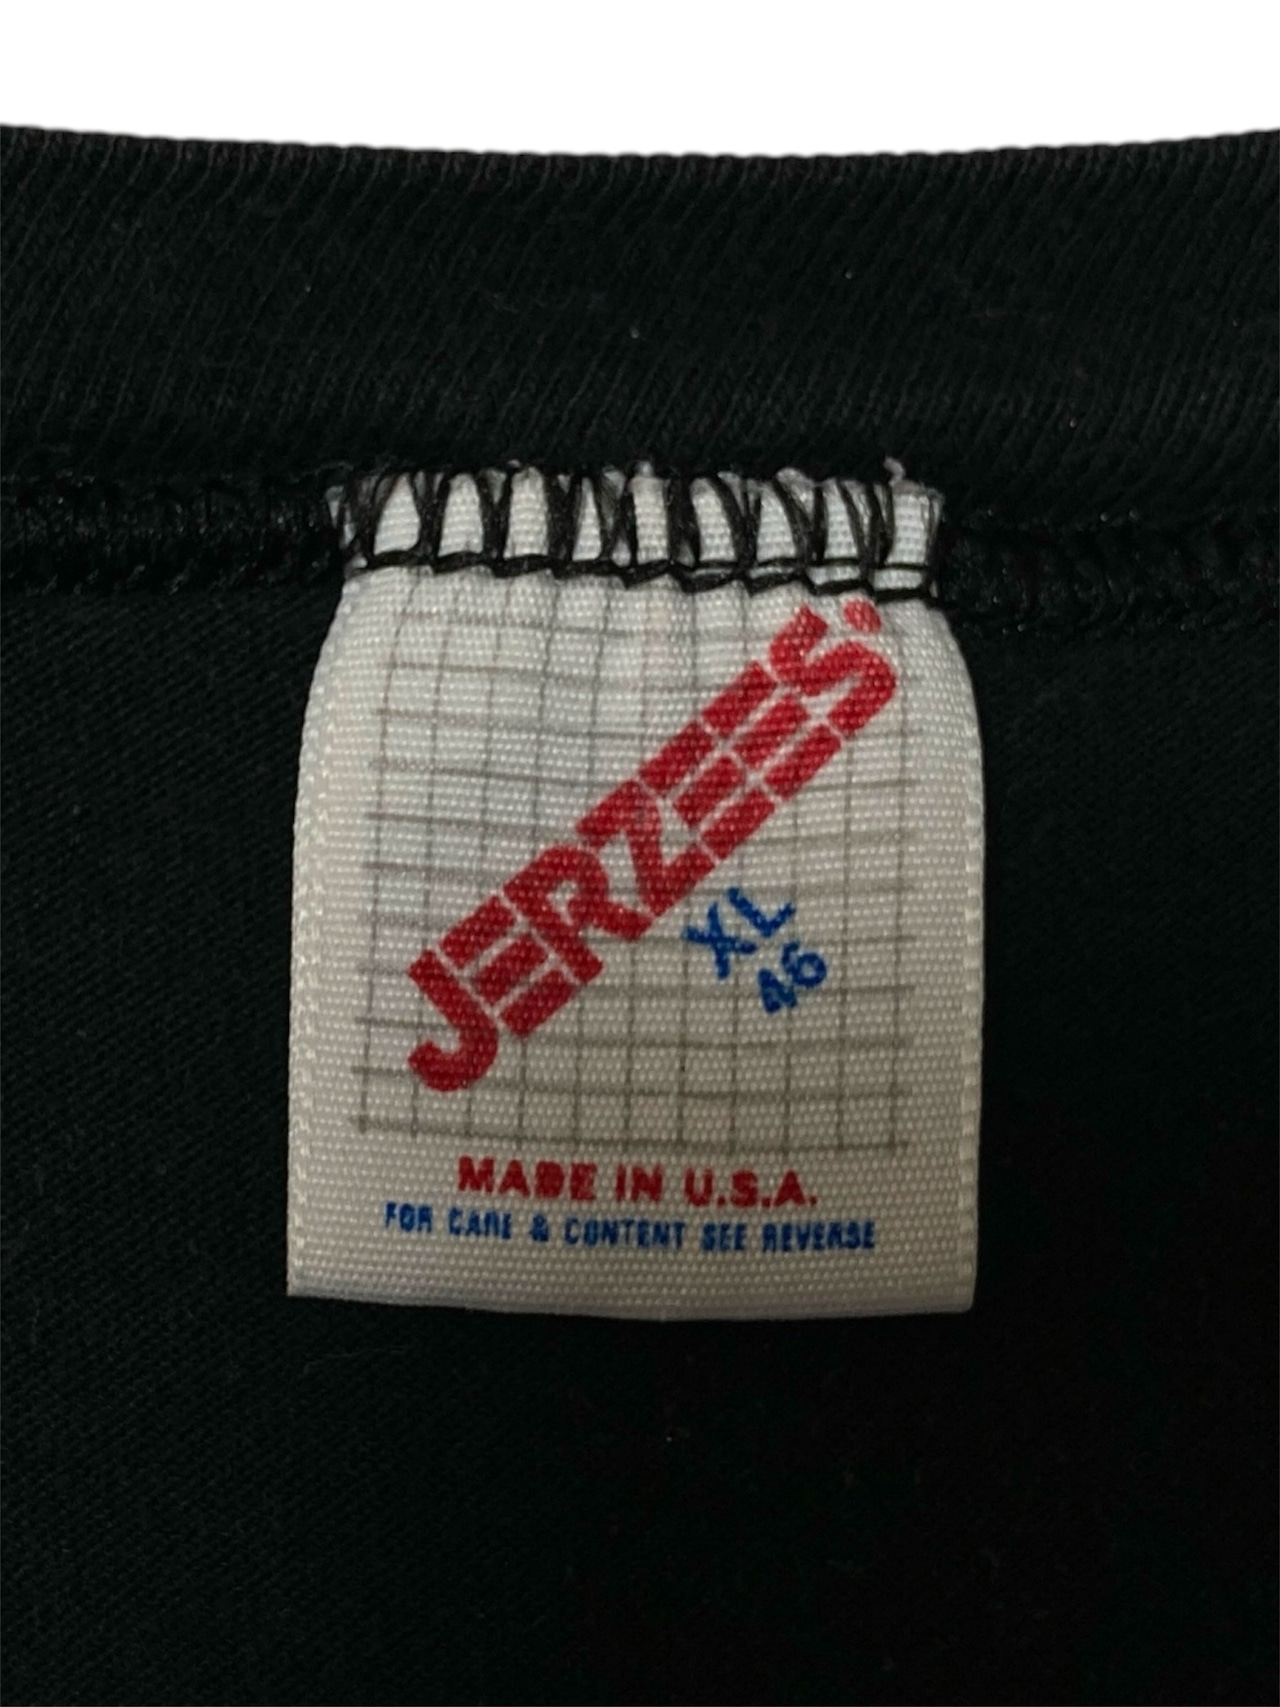 JERZEES.
XL
46
MADE IN U.S.A.
FOR CARE & CONTENT SEE REVERSE